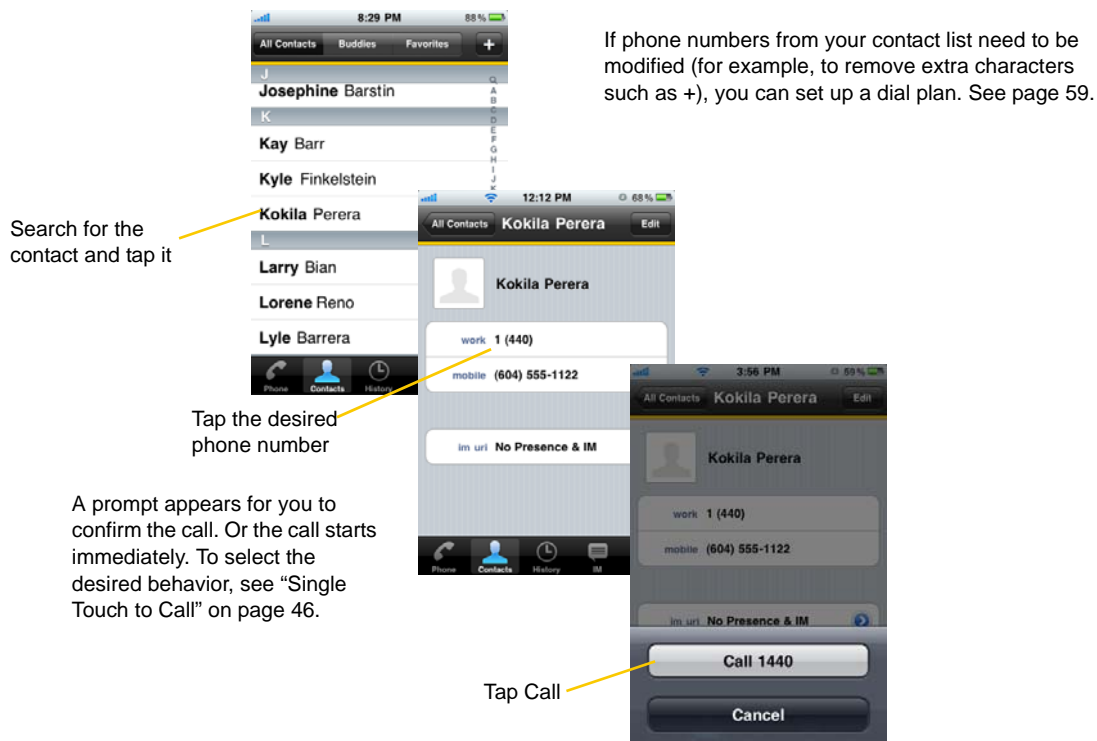 8:29 PM
88%
All Contacts
Buddies
Favorites
+
J
Josephine Barstin
K
Kay Barr
Kyle Finkelstein
Kokila Perera
L
Larry Bian
Lorene Reno
Lyle Barrera
A
B
C
D
E
F
G
H
I
J
K
Phone
Contacts
History
If phone numbers from your contact list need to be
modified (for example, to remove extra characters
such as +), you can set up a dial plan. See page 59.
Search for the
contact and tap it
12:12 PM
68%
All Contacts
Kokila Perera
Edit
Kokila Perera
work 1 (440)
mobile (604) 555-1122
im uri No Presence & IM
Phone
Contacts
History
IM
Tap the desired
phone number
A prompt appears for you to
confirm the call. Or the call starts
immediately. To select the
desired behavior, see “Single
Touch to Call” on page 46.
3:56 PM
59%
All Contacts
Kokila Perera
Edit
Kokila Perera
work 1 (440)
mobile (604) 555-1122
im uri No Presence & IM
Call 1440
Cancel
Tap Call